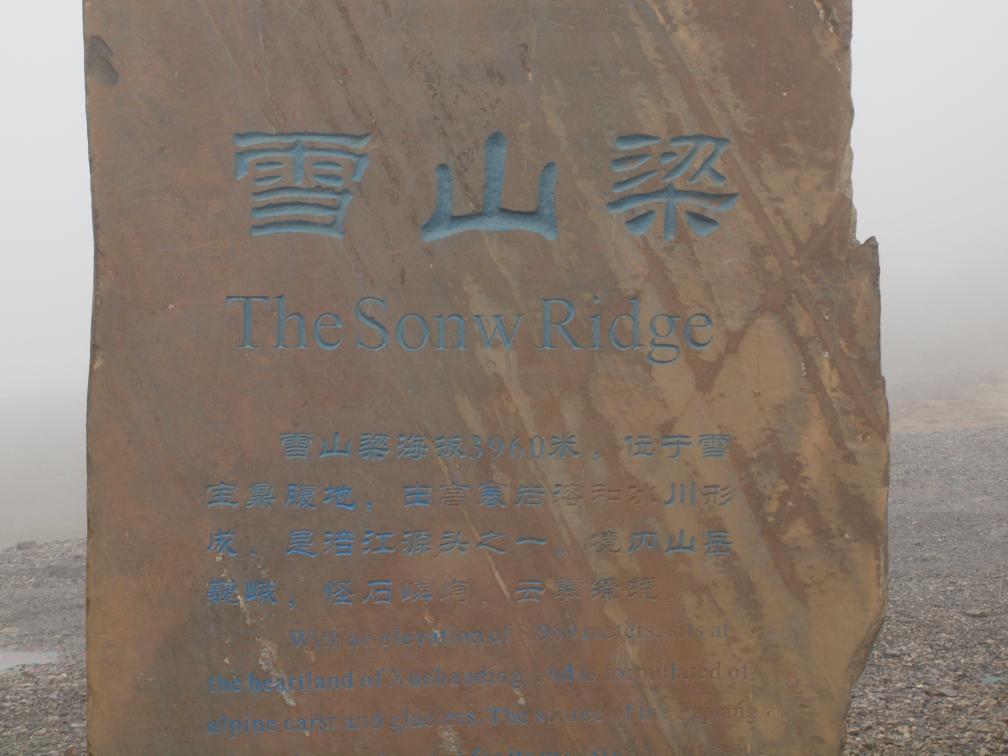 雪山梁
The Sonw Ridge
雪山梁海拔3960米，位于雪
宝鼎腹地，由高寒岩溶和冰川形
成，是涪江源头之一。境内山岳
巍峨，怪石嶙峋，云雾缭绕
With an elevation of 3,960 meters, sits at
the heartland of Xuebaoding, and is formulated of
alpine carst and glaciers. The source of the Fujiang